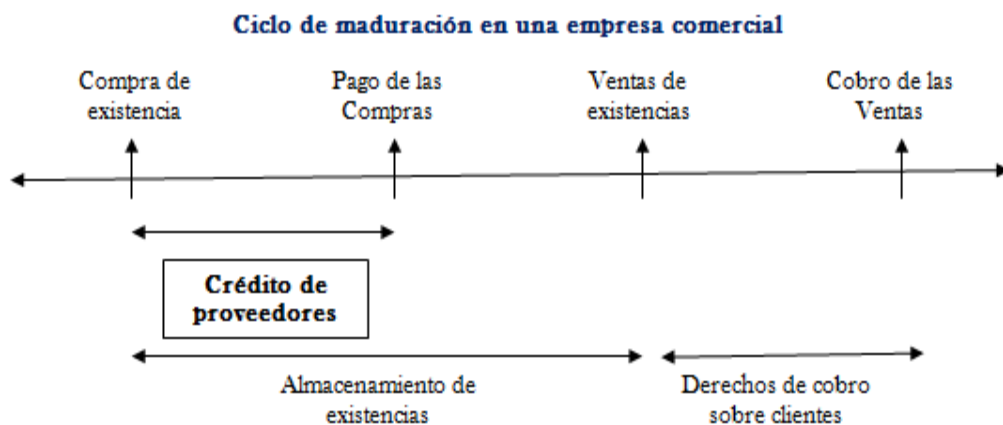 Ciclo de maduración en una empresa comercial
Compra de
existencia
Pago de las
Compras
Ventas de
existencias
Cobro de las
Ventas
Crédito de
proveedores
Almacenamiento de
existencias
Derechos de cobro
sobre clientes